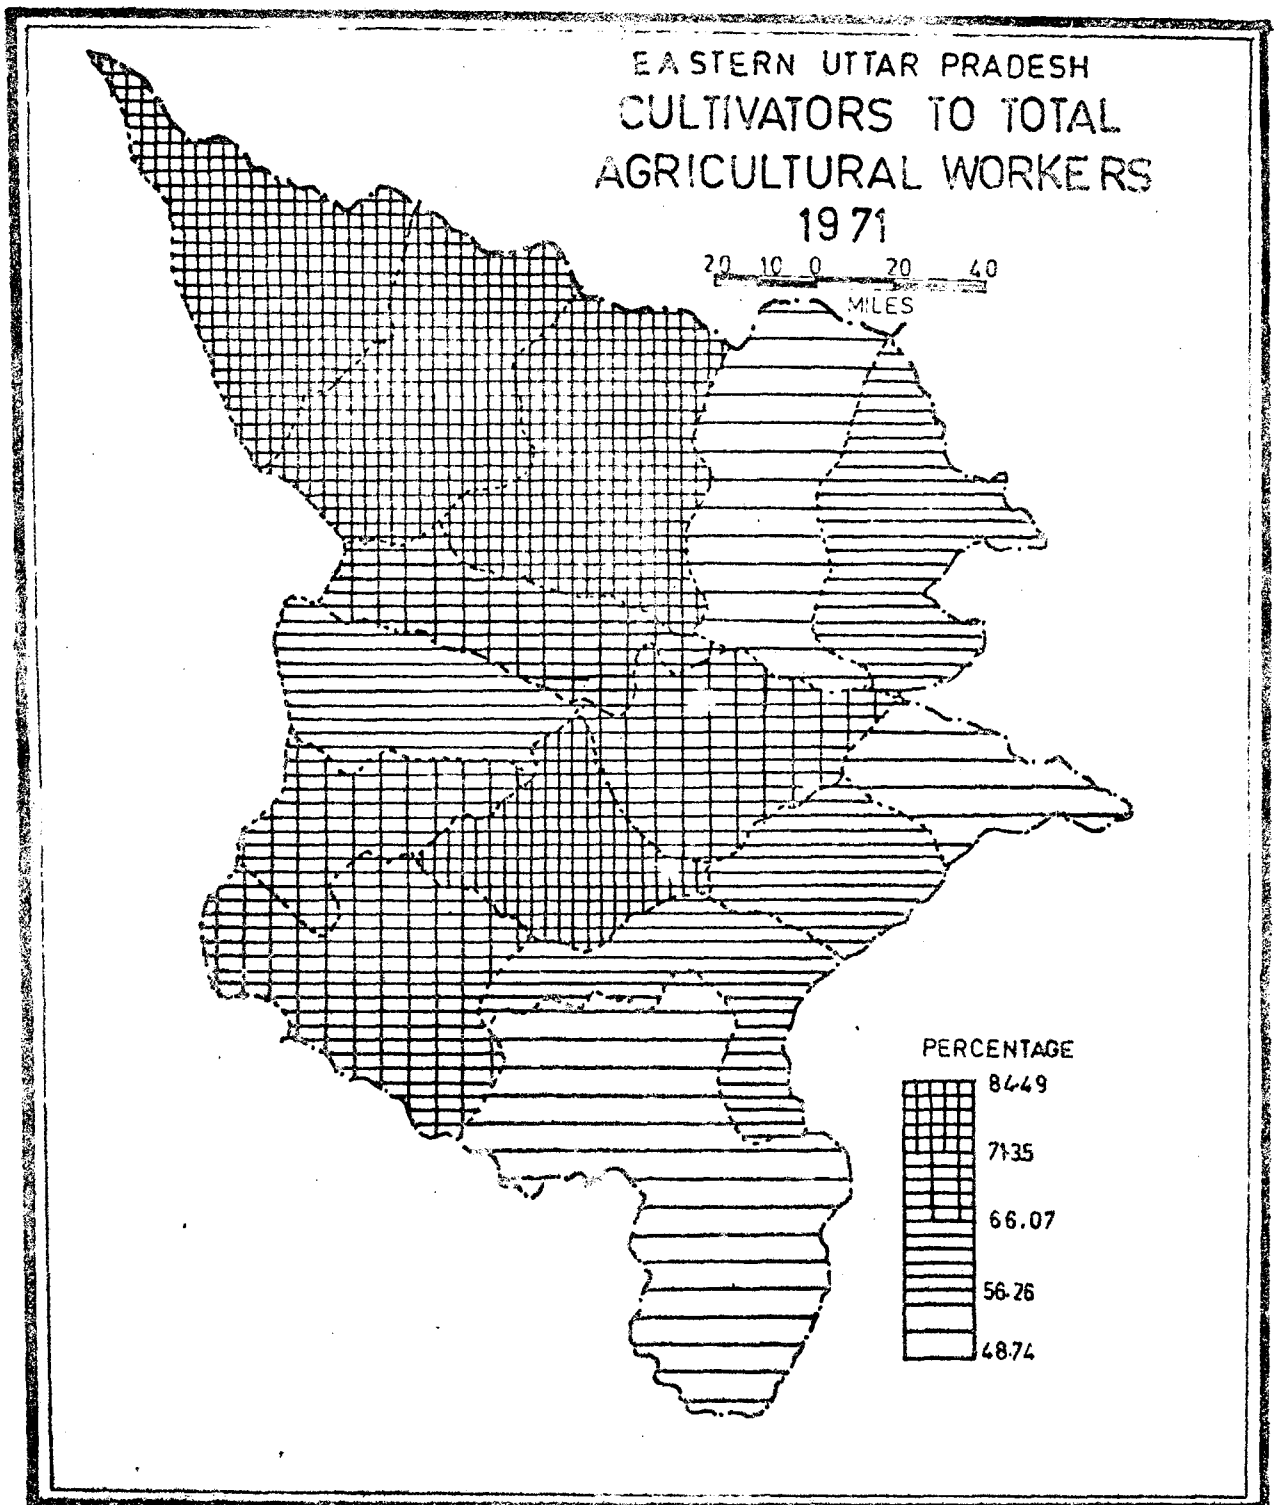 EASTERN UTTAR PRADESH
CULTIVATORS TO TOTAL
AGRICULTURAL WORKERS
1971
20 10 0 20 40
MILES
PERCENTAGE
84.49
71.35
66.07
56.26
48.74